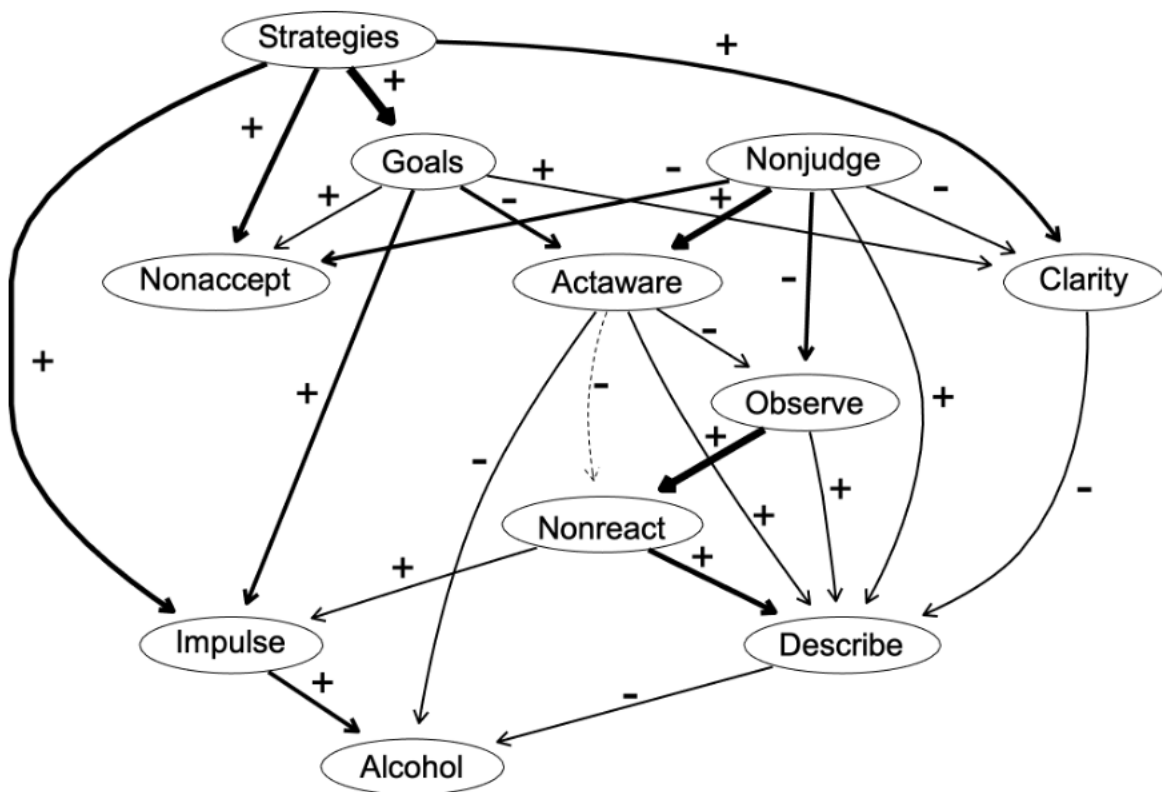 Strategies
+
+
+
Goals
Nonjudge
+
+
-
-
+
-
-
Nonaccept
Actaware
Clarity
-
+
+
-
-
Observe
+
+
-
+
-
+
Nonreact
+
+
+
Impulse
Describe
+
-
Alcohol